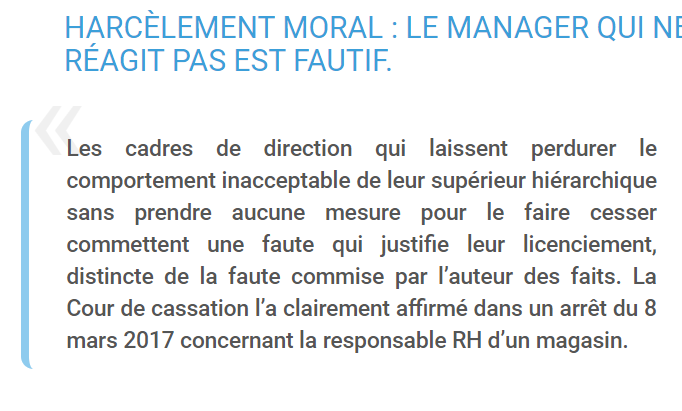 HARCÈLEMENT MORAL : LE MANAGER QUI NE
RÉAGIT PAS EST FAUTIF.
«
Les cadres de direction qui laissent perdurer le
comportement inacceptable de leur supérieur hiérarchique
sans prendre aucune mesure pour le faire cesser
commettent une faute qui justifie leur licenciement,
distincte de la faute commise par l’auteur des faits. La
Cour de cassation l’a clairement affirmé dans un arrêt du 8
mars 2017 concernant la responsable RH d’un magasin.